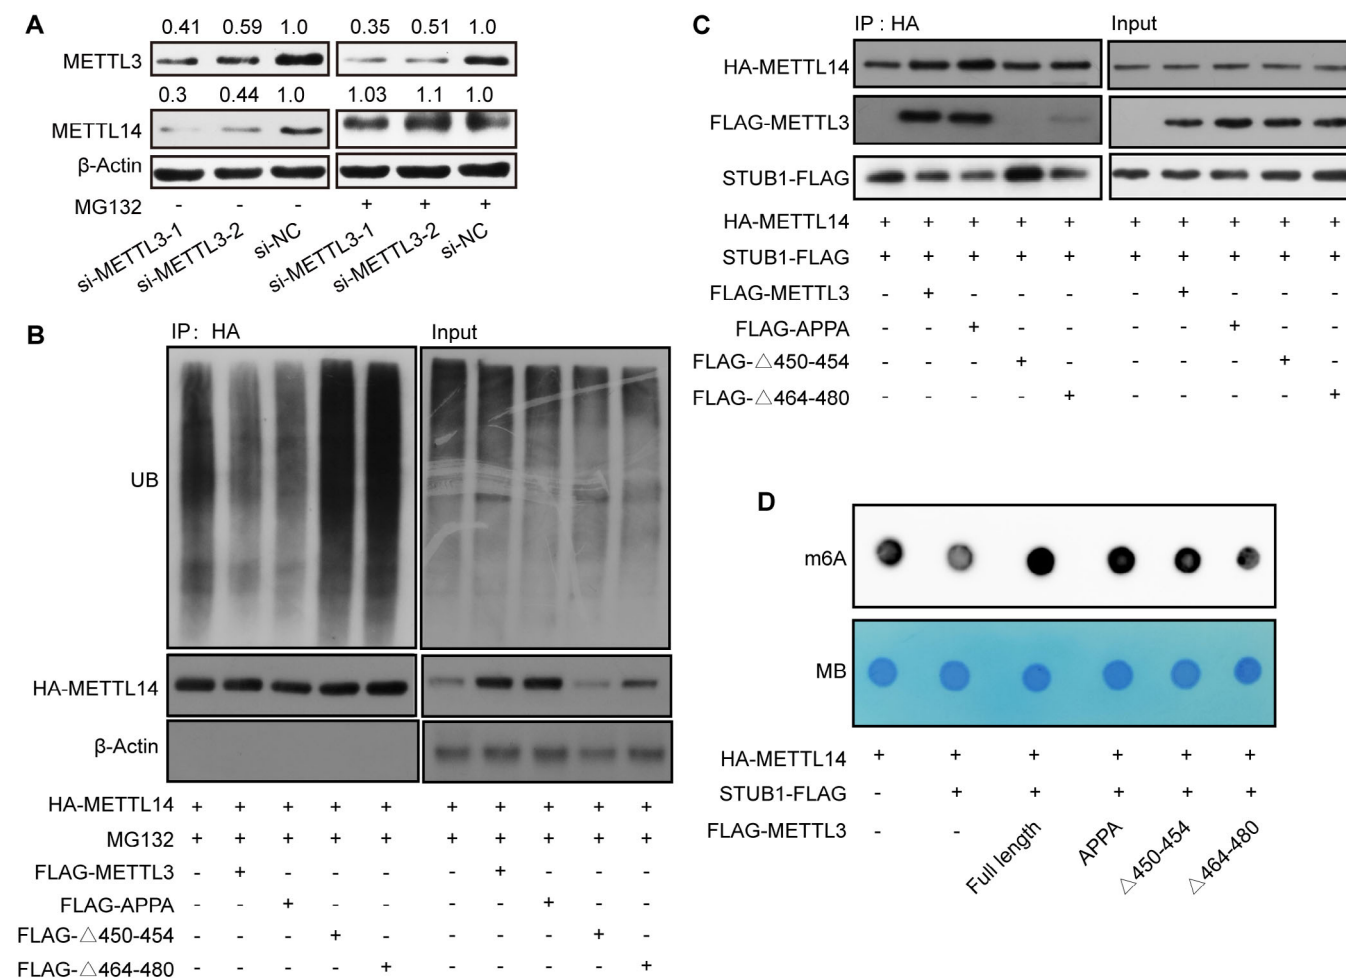 A
0.41 0.59 1.0 0.35 0.51 1.0
METTL3
0.3 0.44 1.0 1.03 1.1 1.0
METTL14
β-Actin
MG132 - - - + + +
si-METTL3-1 si-METTL3-2 si-NC si-METTL3-1 si-METTL3-2 si-NC
B
IP : HA Input
UB
HA-METTL14
β-Actin
HA-METTL14 + + + + + + + + + +
MG132 + + + + + + + + + +
FLAG-METTL3 - + - - - - + - - -
FLAG-APPA - - + - - - - + - -
FLAG-△450-454 - - - + - - - - + -
FLAG-△464-480 - - - - + - - - - +
C
IP : HA Input
HA-METTL14
FLAG-METTL3
STUB1-FLAG
HA-METTL14 + + + + + + + + + +
STUB1-FLAG + + + + + + + + + +
FLAG-METTL3 - + - - - - + - - -
FLAG-APPA - - + - - - - + - -
FLAG-△450-454 - - - + - - - - + -
FLAG-△464-480 - - - - + - - - - +
D
m6A
MB
HA-METTL14 + + + + + +
STUB1-FLAG - + + + + +
FLAG-METTL3 - - Full length APPA △450-454 △464-480